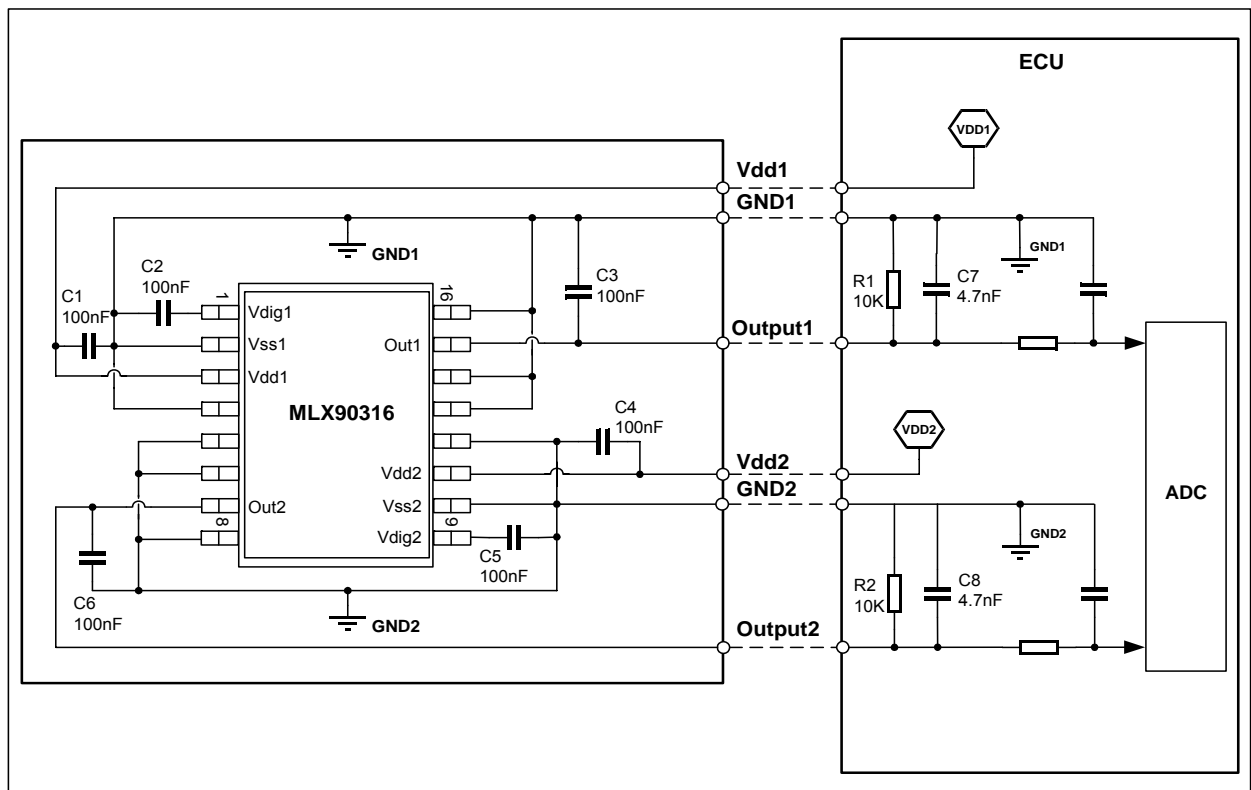 ECU
VDD1
Vdd1
GND1
GND1
C2
100nF
C1
100nF
C3
100nF
GND1
R1
10K
C7
4.7nF
1
16
Vdig1
Vss1
Out1
Output1
Vdd1
MLX90316
C4
100nF
VDD2
Vdd2
Vdd2
GND2
ADC
Out2
Vss2
8
9
Vdig2
C5
100nF
GND2
R2
10K
C8
4.7nF
C6
100nF
GND2
Output2